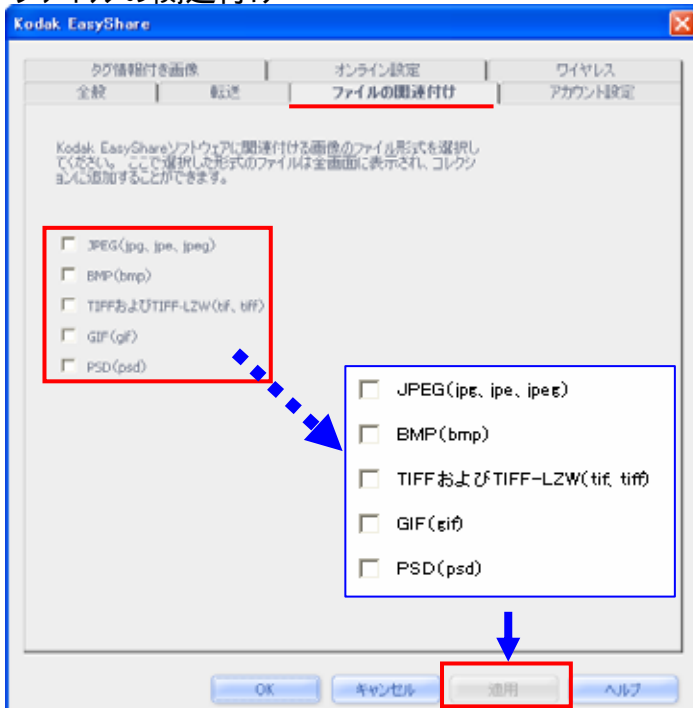 ファイルの関連付け
Kodak EasyShare
タグ情報付き画像 オンライン設定 ワイヤレス
全般 転送 ファイルの関連付け アカウント設定
Kodak EasyShareソフトウェアに関連付ける画像のファイル形式を選択し
てください。 ここで選択した形式のファイルは全画面に表示され、コレクシ
ョンに追加することができます。
JPEG(jpg、jpe、jpeg)
BMP(bmp)
TIFFおよびTIFF-LZW(tif、tiff)
GIF(gif)
PSD(psd)
JPEG(jpg、jpe、jpeg)
BMP(bmp)
TIFFおよびTIFF-LZW(tif、tiff)
GIF(gif)
PSD(psd)
OK キャンセル 適用 ヘルプ